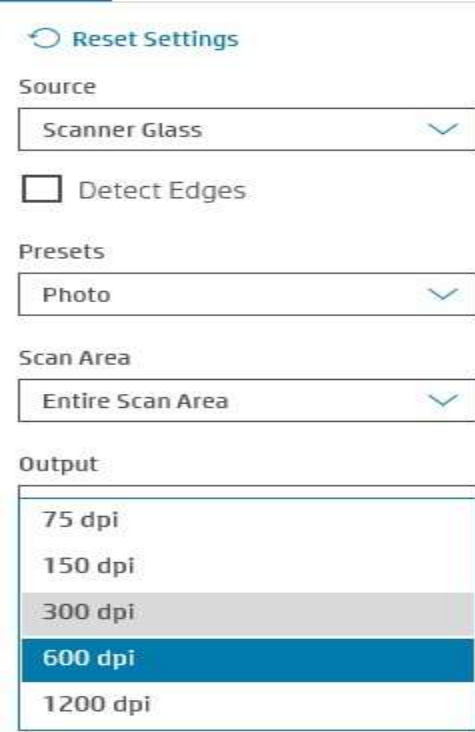 Reset Settings
Source
Scanner Glass
Detect Edges
Presets
Photo
Scan Area
Entire Scan Area
Output
75 dpi
150 dpi
300 dpi
600 dpi
1200 dpi